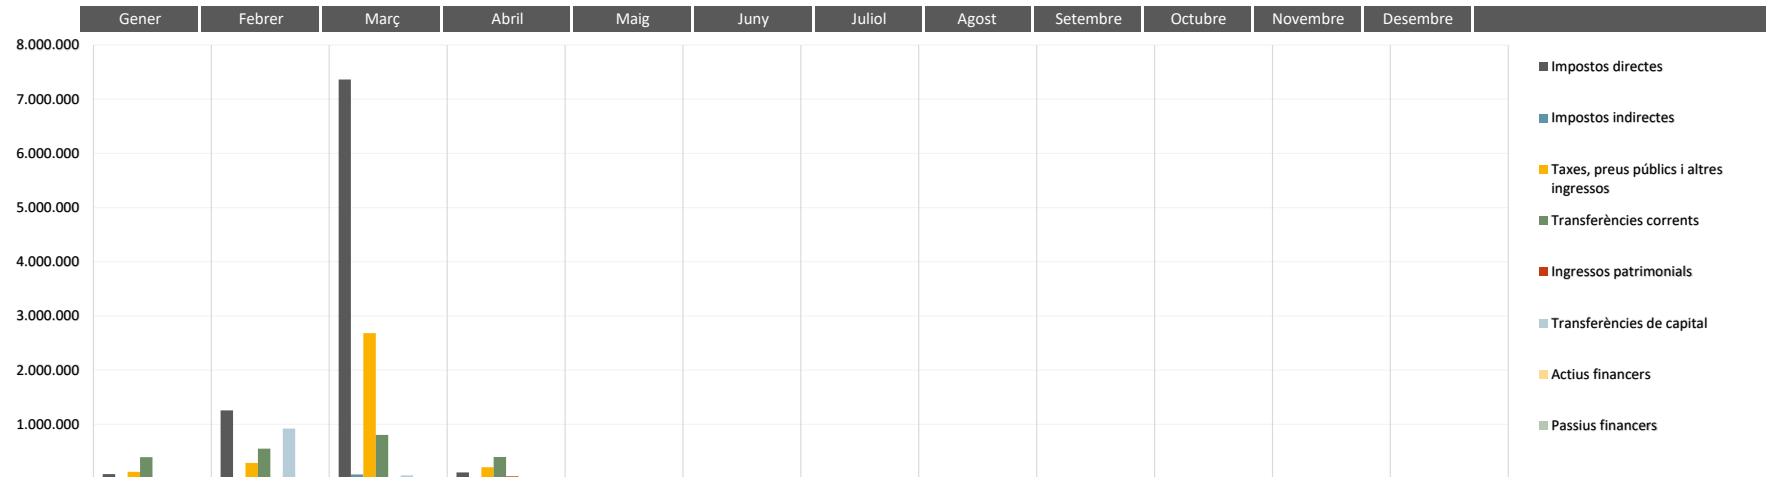 Gener Febrer Març Abril Maig Juny Juliol Agost Setembre Octubre Novembre Desembre
8.000.000
7.000.000
6.000.000
5.000.000
4.000.000
3.000.000
2.000.000
1.000.000
Impostos directes
Impostos indirectes
Taxes, preus públics i altres
ingressos
Transferències corrents
Ingressos patrimonials
Transferències de capital
Actius financers
Passius financers